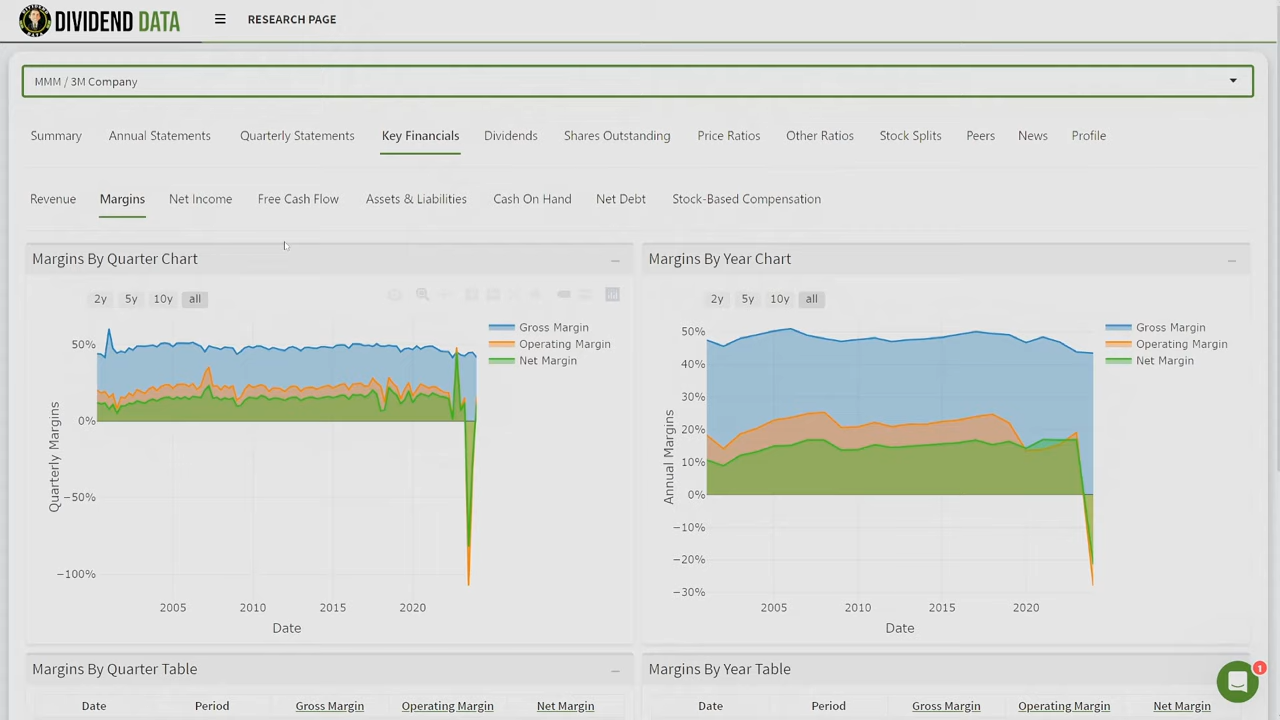 DIVIDEND DATA
RESEARCH PAGE
MMM / 3M Company
Summary Annual Statements Quarterly Statements Key Financials Dividends Shares Outstanding Price Ratios Other Ratios Stock Splits Peers News Profile
Revenue Margins Net Income Free Cash Flow Assets & Liabilities Cash On Hand Net Debt Stock-Based Compensation
Margins By Quarter Chart
2y 5y 10y all
Gross Margin
Operating Margin
Net Margin
50%
0%
−50%
−100%
Quarterly Margins
2005 2010 2015 2020
Date
Margins By Year Chart
2y 5y 10y all
Gross Margin
Operating Margin
Net Margin
50%
40%
30%
20%
10%
0%
−10%
−20%
−30%
Annual Margins
2005 2010 2015 2020
Date
Margins By Quarter Table
Date Period Gross Margin Operating Margin Net Margin
Margins By Year Table
Date Period Gross Margin Operating Margin Net Margin
1